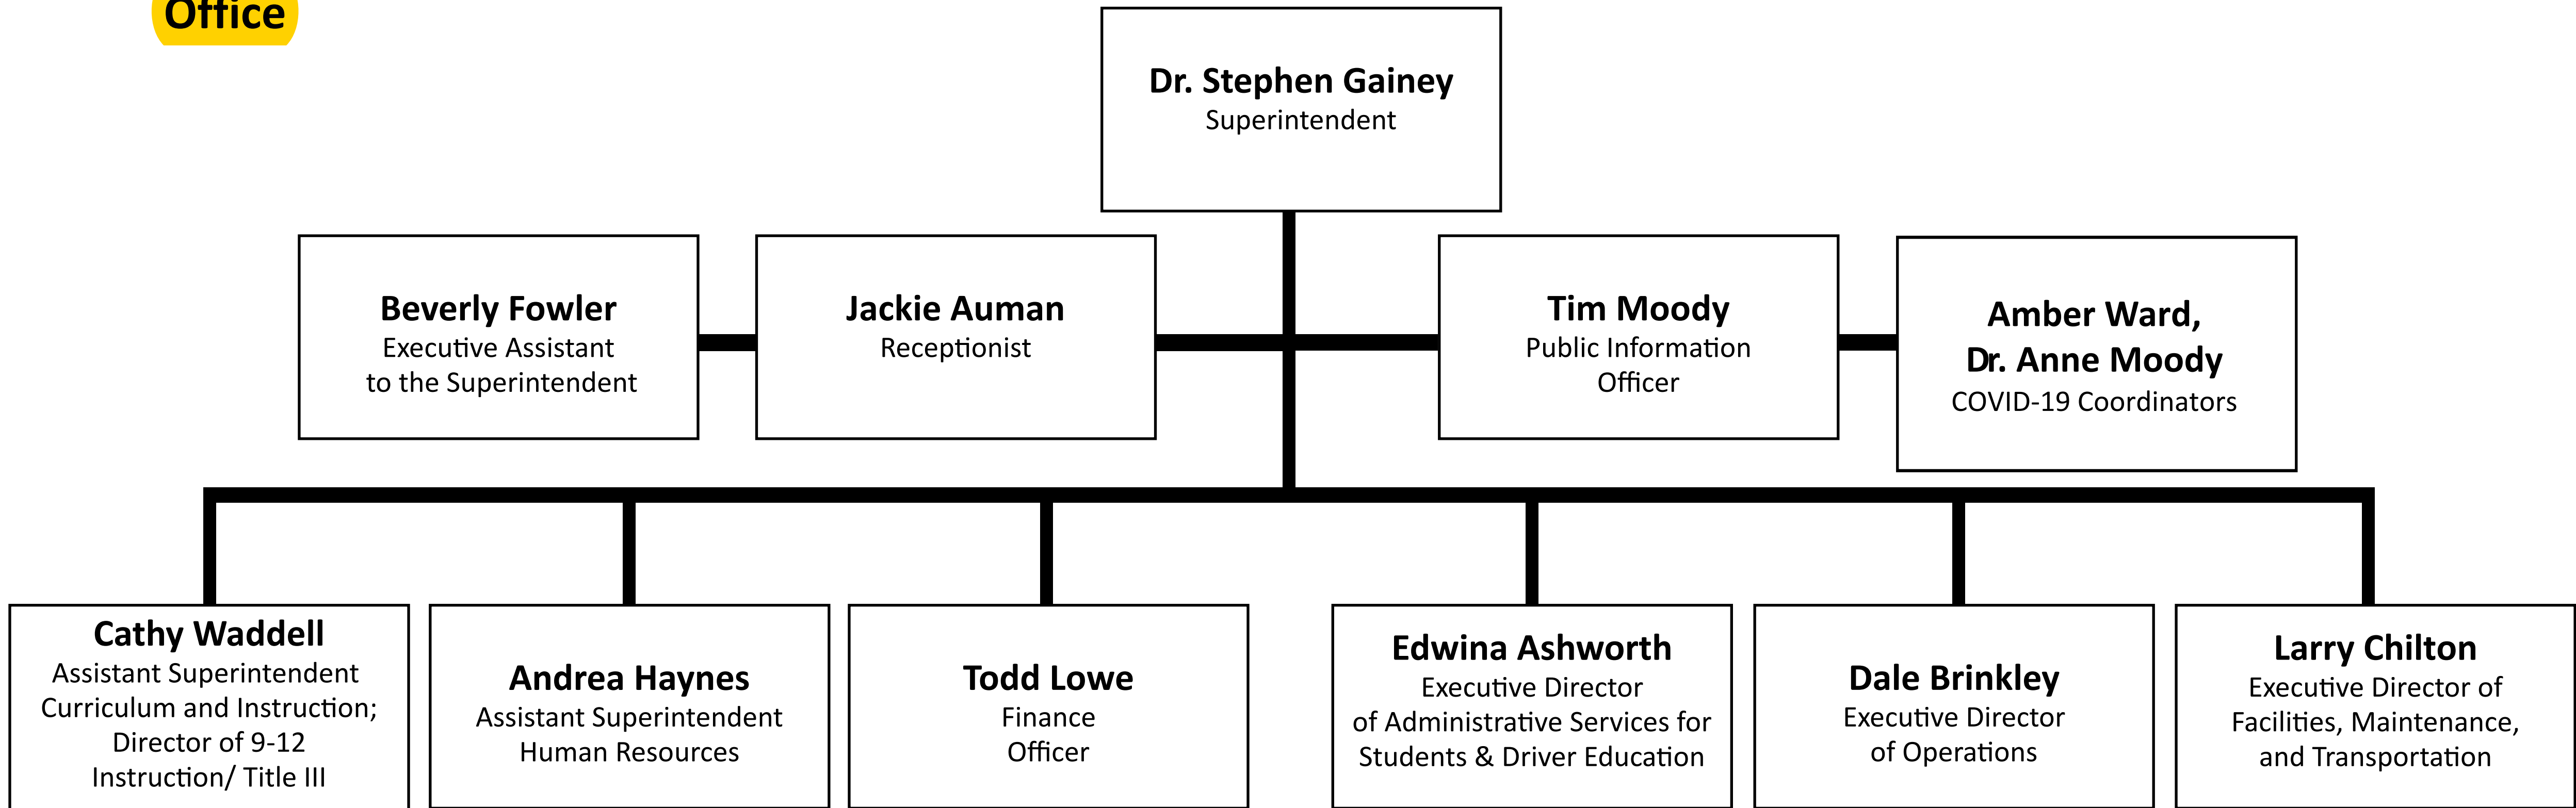 Office
Dr. Stephen Gainey
Superintendent
Beverly Fowler
Executive Assistant
to the Superintendent
Jackie Auman
Receptionist
Tim Moody
Public Information
Officer
Amber Ward,
Dr. Anne Moody
COVID-19 Coordinators
Cathy Waddell
Assistant Superintendent
Curriculum and Instruction;
Director of 9-12
Instruction/ Title III
Andrea Haynes
Assistant Superintendent
Human Resources
Todd Lowe
Finance
Officer
Edwina Ashworth
Executive Director
of Administrative Services for
Students & Driver Education
Dale Brinkley
Executive Director
of Operations
Larry Chilton
Executive Director of
Facilities, Maintenance,
and Transportation